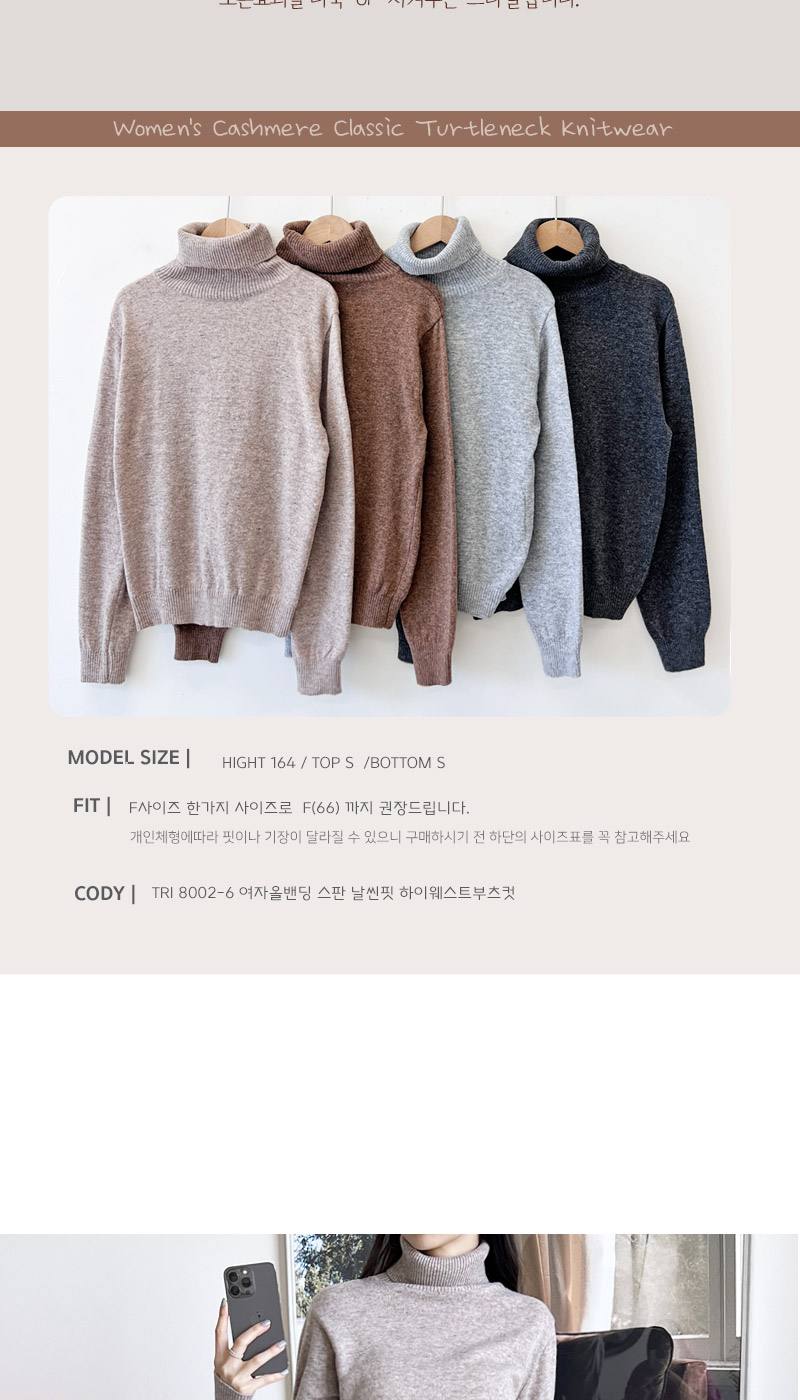 Women's Cashmere Classic Turtleneck Knitwear
MODEL SIZE | HIGHT 164 / TOP S /BOTTOM S
FIT | F사이즈 한가지 사이즈로 F(66) 까지 권장드립니다.
개인체형에따라 핏이나 기장이 달라질 수 있으니 구매하시기 전 하단의 사이즈표를 꼭 참고해주세요
CODY | TRI 8002-6 여자올밴딩 스판 날씬핏 하이웨스트부츠컷